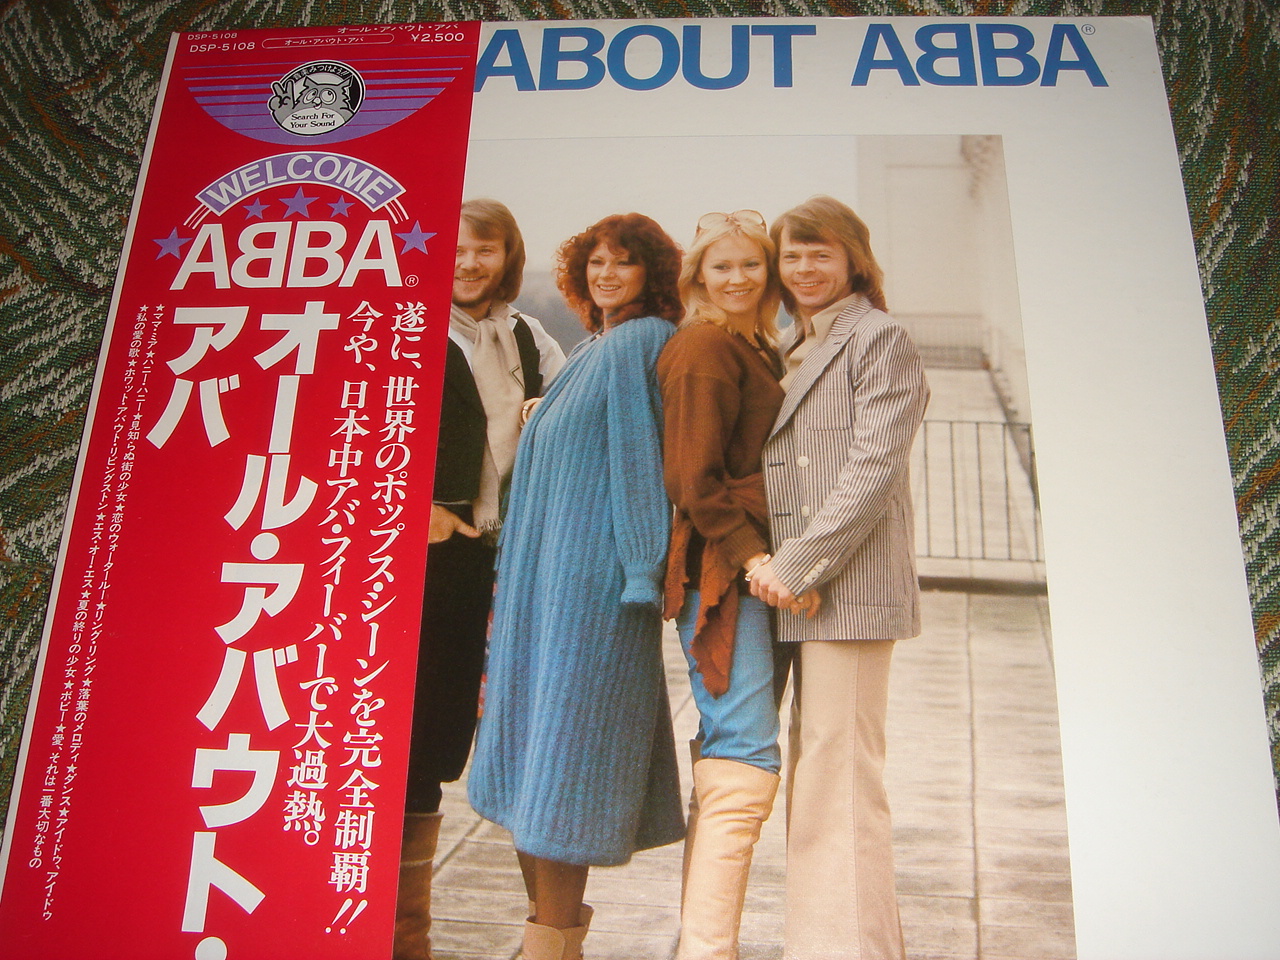 DSP-5108
オール・アバウト・アバ
DSP-5108
オール・アバウト・アバ
¥2,500
音をみつけよう!!
Search For
Your Sound
WELCOME
ABBA®
遂に、世界のポップス・シーンを完全制覇!!
今や、日本中アバ・フィーバーで大過熱。
オール・アバウト・
アバ
★ママ・ミア★ハニー・ハニー★見知らぬ街の少女★恋のウォータールー★リング・リング★落葉のメロディ★ダンス★アイ・ドゥ、アイ・ドゥ
★私の愛の歌★ホワット・アバウト・リビングストン★エス・オー・エス★夏の終りの少女★ボビー★愛、それは一番大切なもの
ABOUT ABBA®